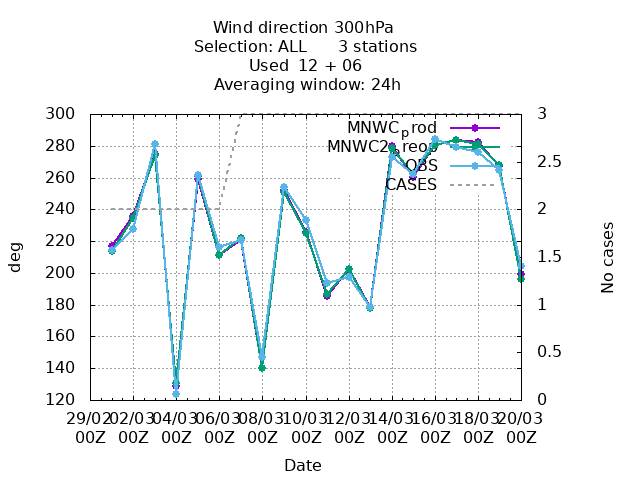 Wind direction 300hPa
Selection: ALL 3 stations
Used 12 + 06
Averaging window: 24h
300 3
280 2.5
260
240 2
220 1.5
200
180 1
160
140 0.5
120 0
deg
No cases
MNWC_prod
MNWC2_preop
OBS
CASES
29/02 02/03 04/03 06/03 08/03 10/03 12/03 14/03 16/03 18/03 20/03
00Z 00Z 00Z 00Z 00Z 00Z 00Z 00Z 00Z 00Z 00Z
Date